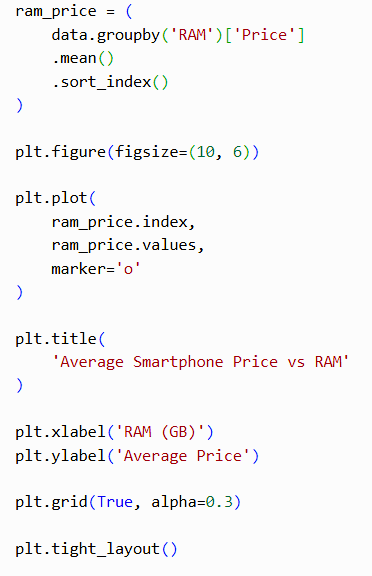 ram_price = (
    data.groupby('RAM')['Price']
    .mean()
    .sort_index()
)

plt.figure(figsize=(10, 6))

plt.plot(
    ram_price.index,
    ram_price.values,
    marker='o'
)

plt.title(
    'Average Smartphone Price vs RAM'
)

plt.xlabel('RAM (GB)')
plt.ylabel('Average Price')

plt.grid(True, alpha=0.3)

plt.tight_layout()